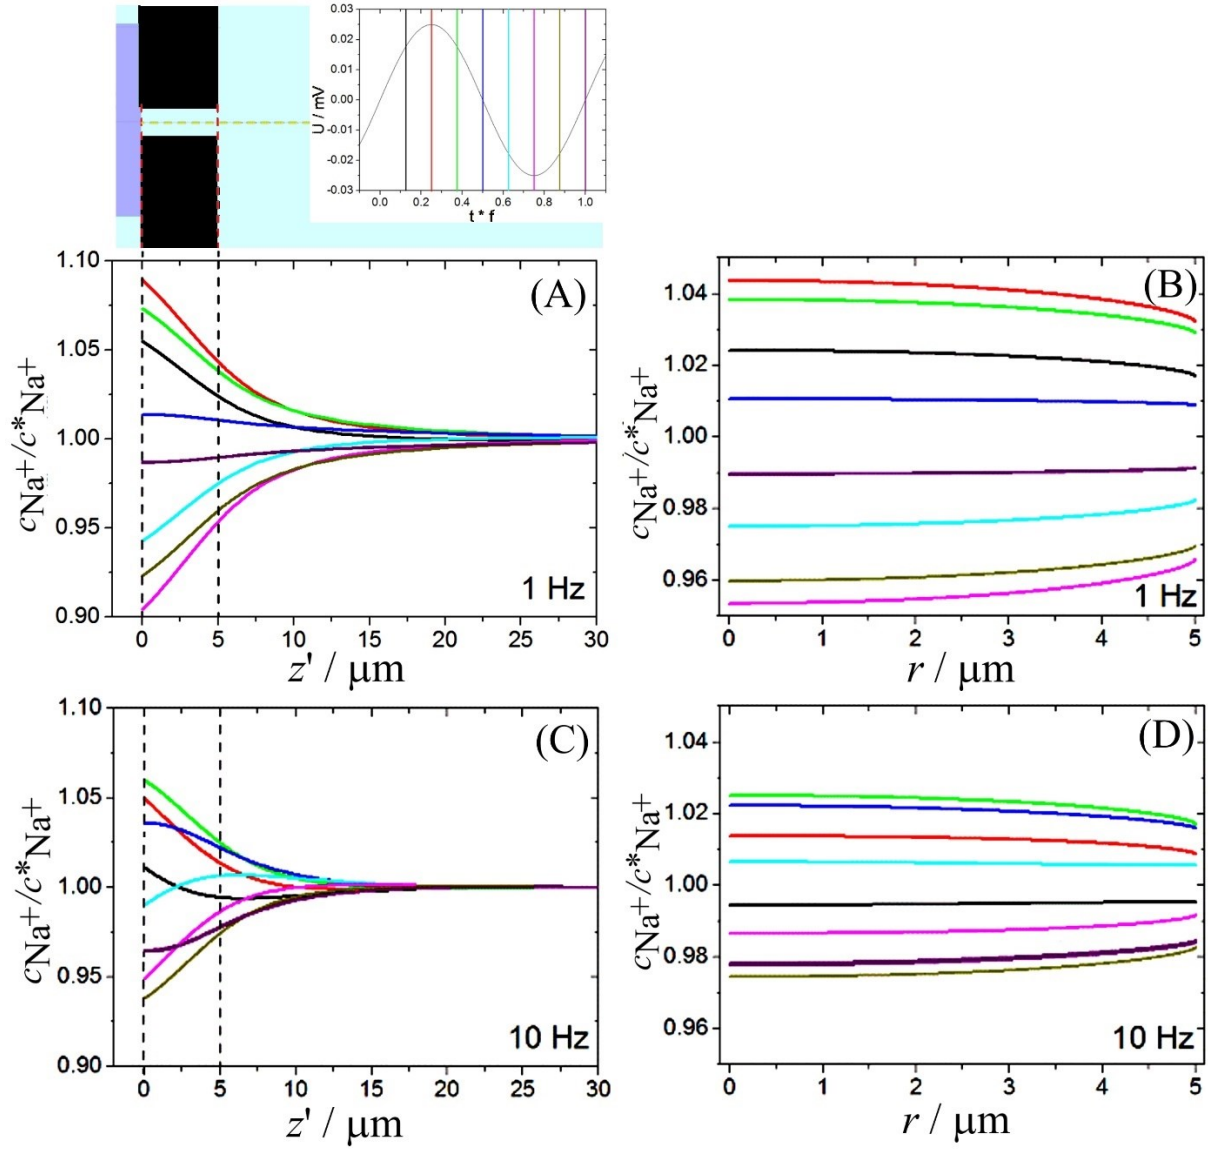 0.03
0.02
0.01
0.00
-0.01
-0.02
-0.03
U / mV
0.0 0.2 0.4 0.6 0.8 1.0
t * f
(A)
1.10
1.05
1.00
0.95
0.90
cNa+/c*Na+
1 Hz
0 5 10 15 20 25 30
z' / μm
(B)
1.04
1.02
1.00
0.98
0.96
cNa+/c*Na+
1 Hz
0 1 2 3 4 5
r / μm
(C)
1.10
1.05
1.00
0.95
0.90
cNa+/c*Na+
10 Hz
0 5 10 15 20 25 30
z' / μm
(D)
1.04
1.02
1.00
0.98
0.96
cNa+/c*Na+
10 Hz
0 1 2 3 4 5
r / μm